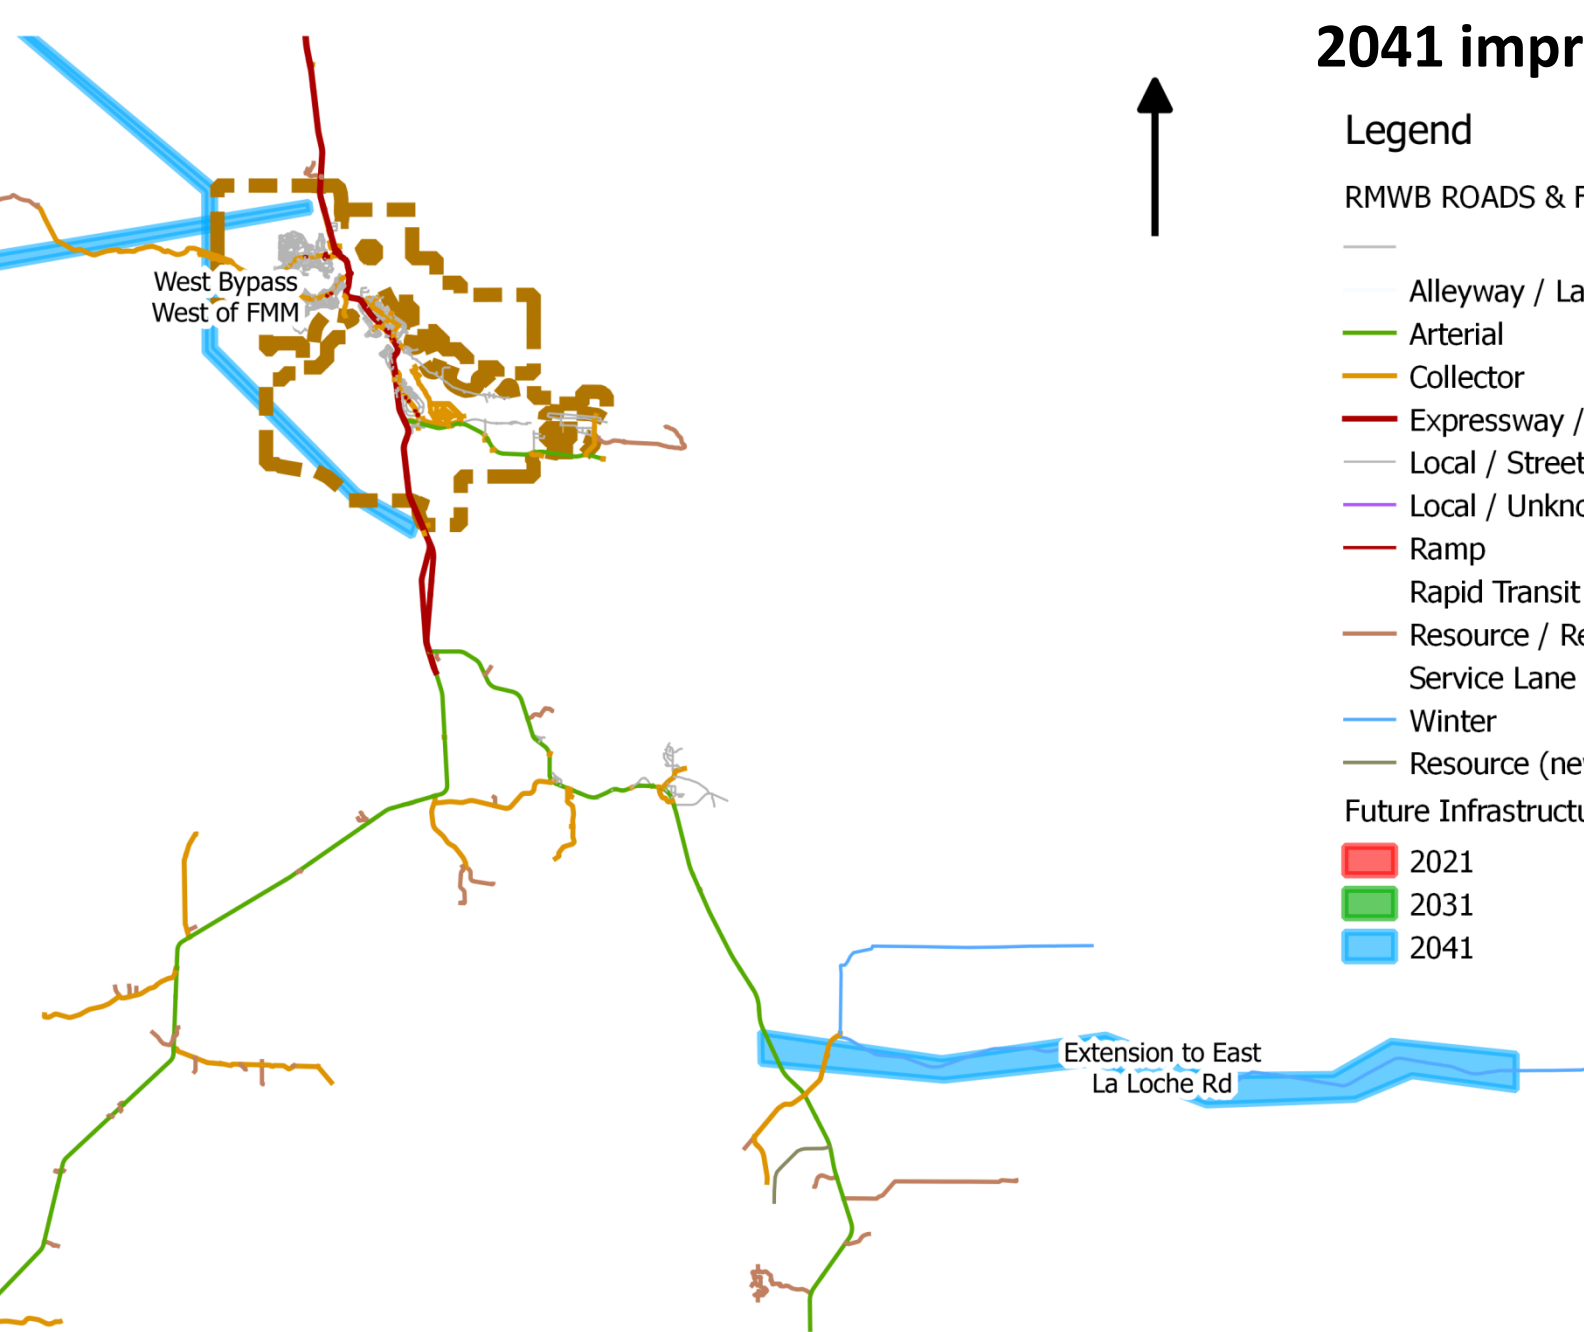 2041 impr
Legend
RMWB ROADS & F
Alleyway / La
Arterial
Collector
Expressway /
Local / Street
Local / Unkno
Ramp
Rapid Transit
Resource / Re
Service Lane
Winter
Resource (nev
Future Infrastructu
2021
2031
2041
West Bypass
West of FMM
Extension to East
La Loche Rd